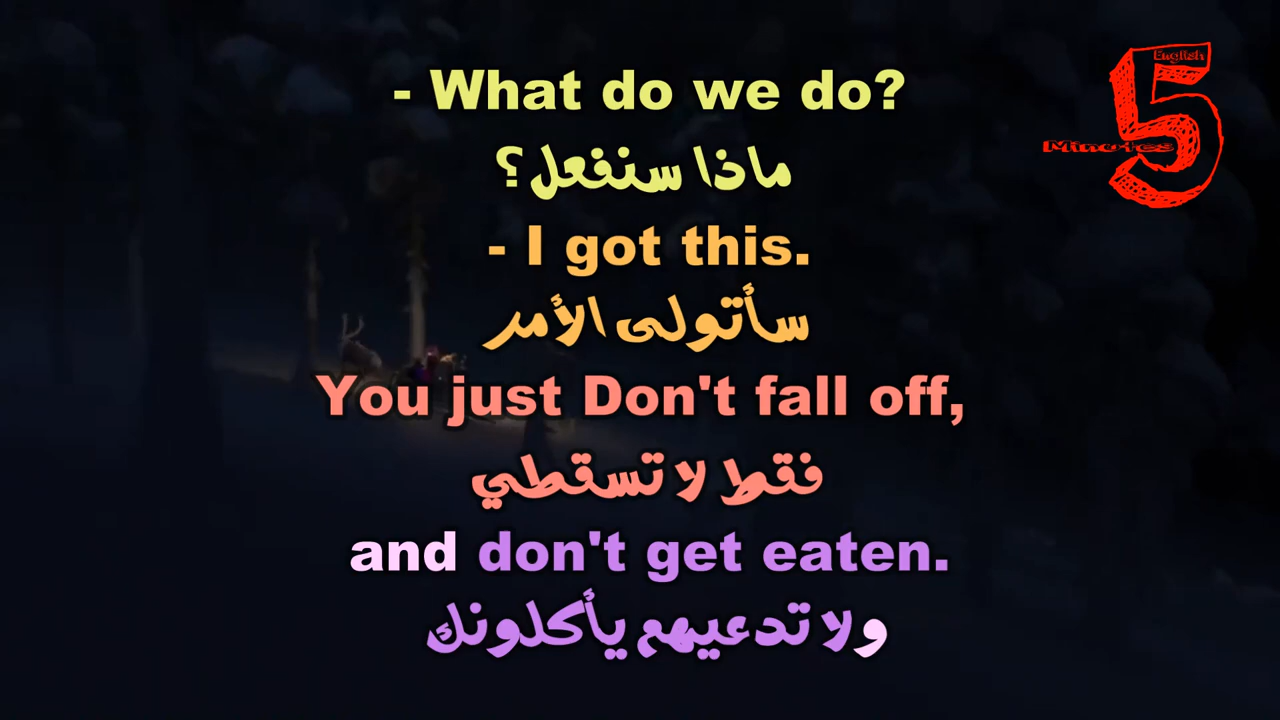 - What do we do?
ماذا سنفعل؟
- I got this.
سأتولى الأمر
You just Don't fall off,
فقط لا تسقطي
and don't get eaten.
ولا تدعيهم يأكلونك
English
5
Minutes